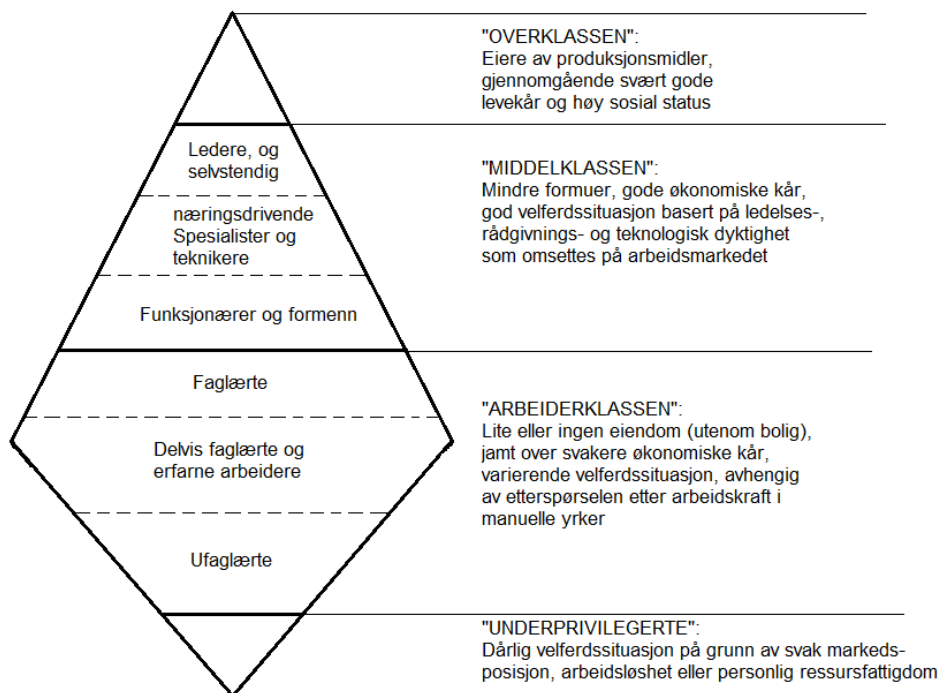 "OVERKLASSEN":
Eiere av produksjonsmidler,
gjennomgående svært gode
levekår og høy sosial status
Ledere, og
selvstendig
næringsdrivende
Spesialister og
teknikere
Funksjonærer og formenn
"MIDDELKLASSEN":
Mindre formuer, gode økonomiske kår,
god velferdssituasjon basert på ledelses-,
rådgivnings- og teknologisk dyktighet
som omsettes på arbeidsmarkedet
Faglærte
Delvis faglærte og
erfarne arbeidere
Ufaglærte
"ARBEIDERKLASSEN":
Lite eller ingen eiendom (utenom bolig),
jamt over svakere økonomiske kår,
varierende velferdssituasjon, avhengig
av etterspørselen etter arbeidskraft i
manuelle yrker
"UNDERPRIVILEGERTE":
Dårlig velferdssituasjon på grunn av svak markeds-
posisjon, arbeidsløshet eller personlig ressursfattigdom